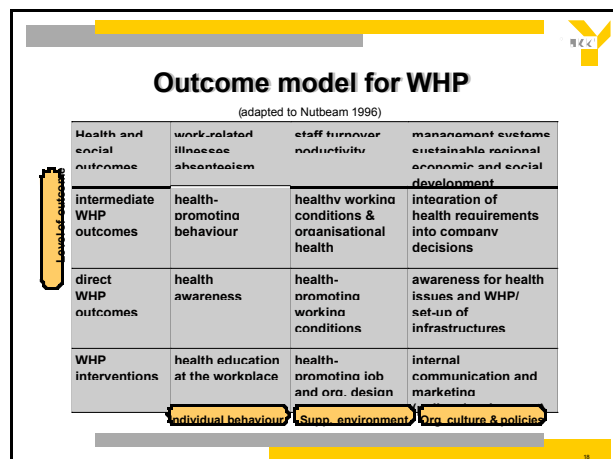 Outcome model for WHP
(adapted to Nutbeam 1996)
Health and
social
outcomes
work-related
illnesses
absenteeism
staff turnover
poductivity
management systems
sustainable regional
economic and social
development
intermediate
WHP
outcomes
health-
promoting
behaviour
healthy working
conditions &
organisational
health
integration of
health requirements
into company
decisions
direct
WHP
outcomes
health
awareness
health-
promoting
working
conditions
awareness for health
issues and WHP/
set-up of
infrastructures
WHP
interventions
health education
at the workplace
health-
promoting job
and org. design
internal
communication and
marketing
Level of outcome
Individual behaviour
Supp. environment
Org. culture & policies
18